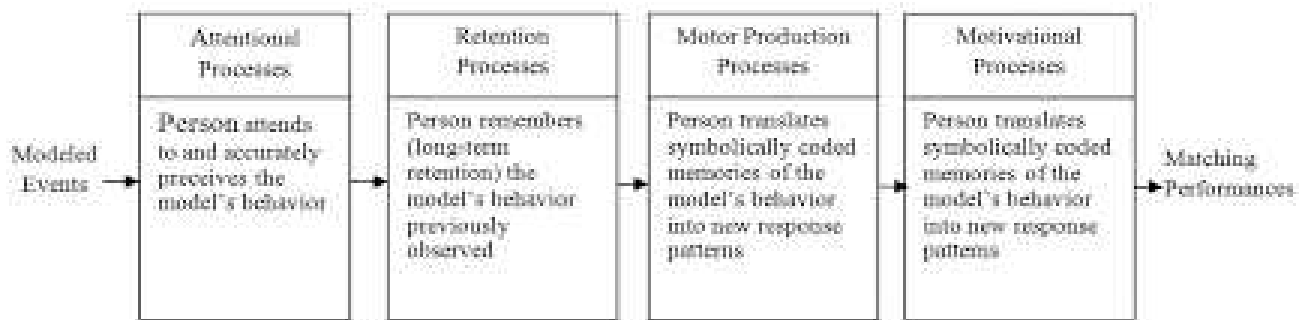 Attentional
Processes
Retention
Processes
Motor Production
Processes
Motivational
Processes
Modeled
Events
Person attends
to and accurately
preceives the
model's behavior
Person remembers
(long-term
retention) the
model's behavior
previously
observed
Person translates
symbolically coded
memories of the
model's behavior
into new response
patterns
Person translates
symbolically coded
memories of the
model's behavior
into new response
patterns
Matching
Performances